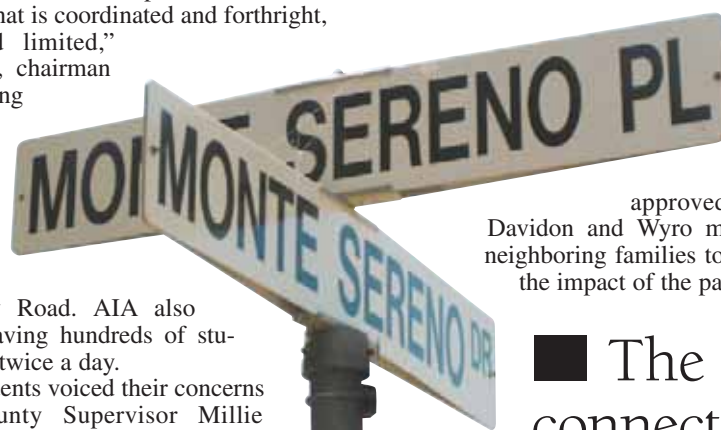 hat is coordinated and forthright,
limited,”
, chairman
ng
MONTE SERENO PL
MONTE SERENO DR.
Road. AIA also
aving hundreds of stu-
twice a day.
ents voiced their concerns
unty Supervisor Millie
approved
Davidon and Wyro m
neighboring families to
the impact of the pa
The
connect